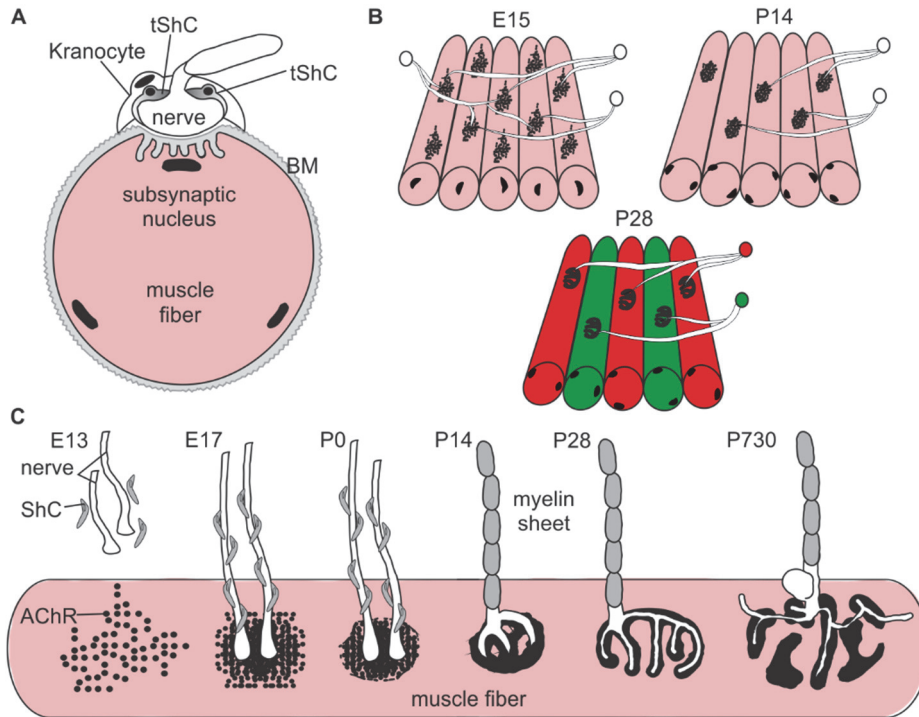 A
tShC
Kranocyte
tShC
nerve
BM
subsynaptic
nucleus
muscle
fiber
B
E15
P14
P28
C
E13
E17
P0
P14
P28
P730
nerve
ShC
myelin
sheet
AChR
muscle fiber